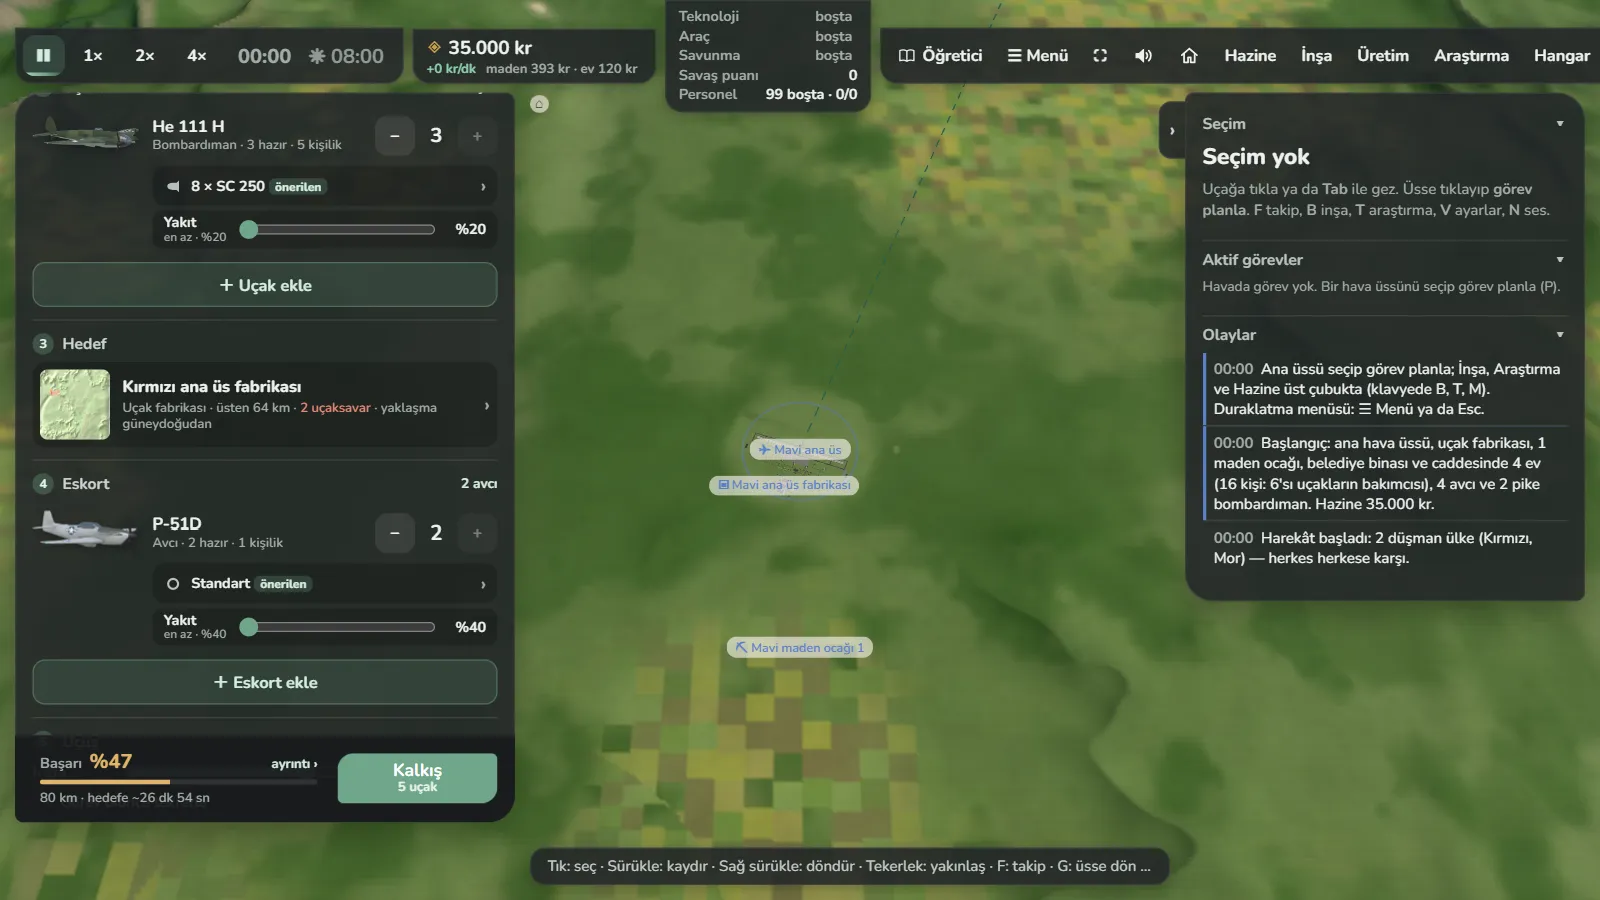 1×
2×
4×
00:00
08:00
35.000 kr
+0 kr/dk maden 393 kr · ev 120 kr
Teknoloji boşta
Araç boşta
Savunma boşta
Savaş puanı 0
Personel 99 boşta · 0/0
Öğretici
Menü
Hazine
İnşa
Üretim
Araştırma
Hangar
He 111 H
Bombardıman · 3 hazır · 5 kişilik
− 3 +
8 × SC 250 önerilen ›
Yakıt
en az · %20
%20
+ Uçak ekle
3 Hedef
Kırmızı ana üs fabrikası
Uçak fabrikası · üsten 64 km · 2 uçaksavar · yaklaşma
güneydoğudan
›
4 Eskort 2 avcı
P-51D
Avcı · 2 hazır · 1 kişilik
− 2 +
Standart önerilen ›
Yakıt
en az · %40
%40
+ Eskort ekle
Başarı %47 ayrıntı ›
80 km · hedefe ~26 dk 54 sn
Kalkış
5 uçak
Mavi ana üs
Mavi ana üs fabrikası
Mavi maden ocağı 1
›
Seçim
Seçim yok
Uçağa tıkla ya da Tab ile gez. Üsse tıklayıp görev
planla. F takip, B inşa, T araştırma, V ayarlar, N ses.
Aktif görevler
Havada görev yok. Bir hava üssünü seçip görev planla (P).
Olaylar
00:00 Ana üssü seçip görev planla; İnşa, Araştırma
ve Hazine üst çubukta (klavyede B, T, M).
Duraklatma menüsü: ☰ Menü ya da Esc.
00:00 Başlangıç: ana hava üssü, uçak fabrikası, 1
maden ocağı, belediye binası ve caddesinde 4 ev
(16 kişi: 6'sı uçakların bakımcısı), 4 avcı ve 2 pike
bombardıman. Hazine 35.000 kr.
00:00 Harekât başladı: 2 düşman ülke (Kırmızı,
Mor) — herkes herkese karşı.
Tık: seç · Sürükle: kaydır · Sağ sürükle: döndür · Tekerlek: yakınlaş · F: takip · G: üsse dön ...